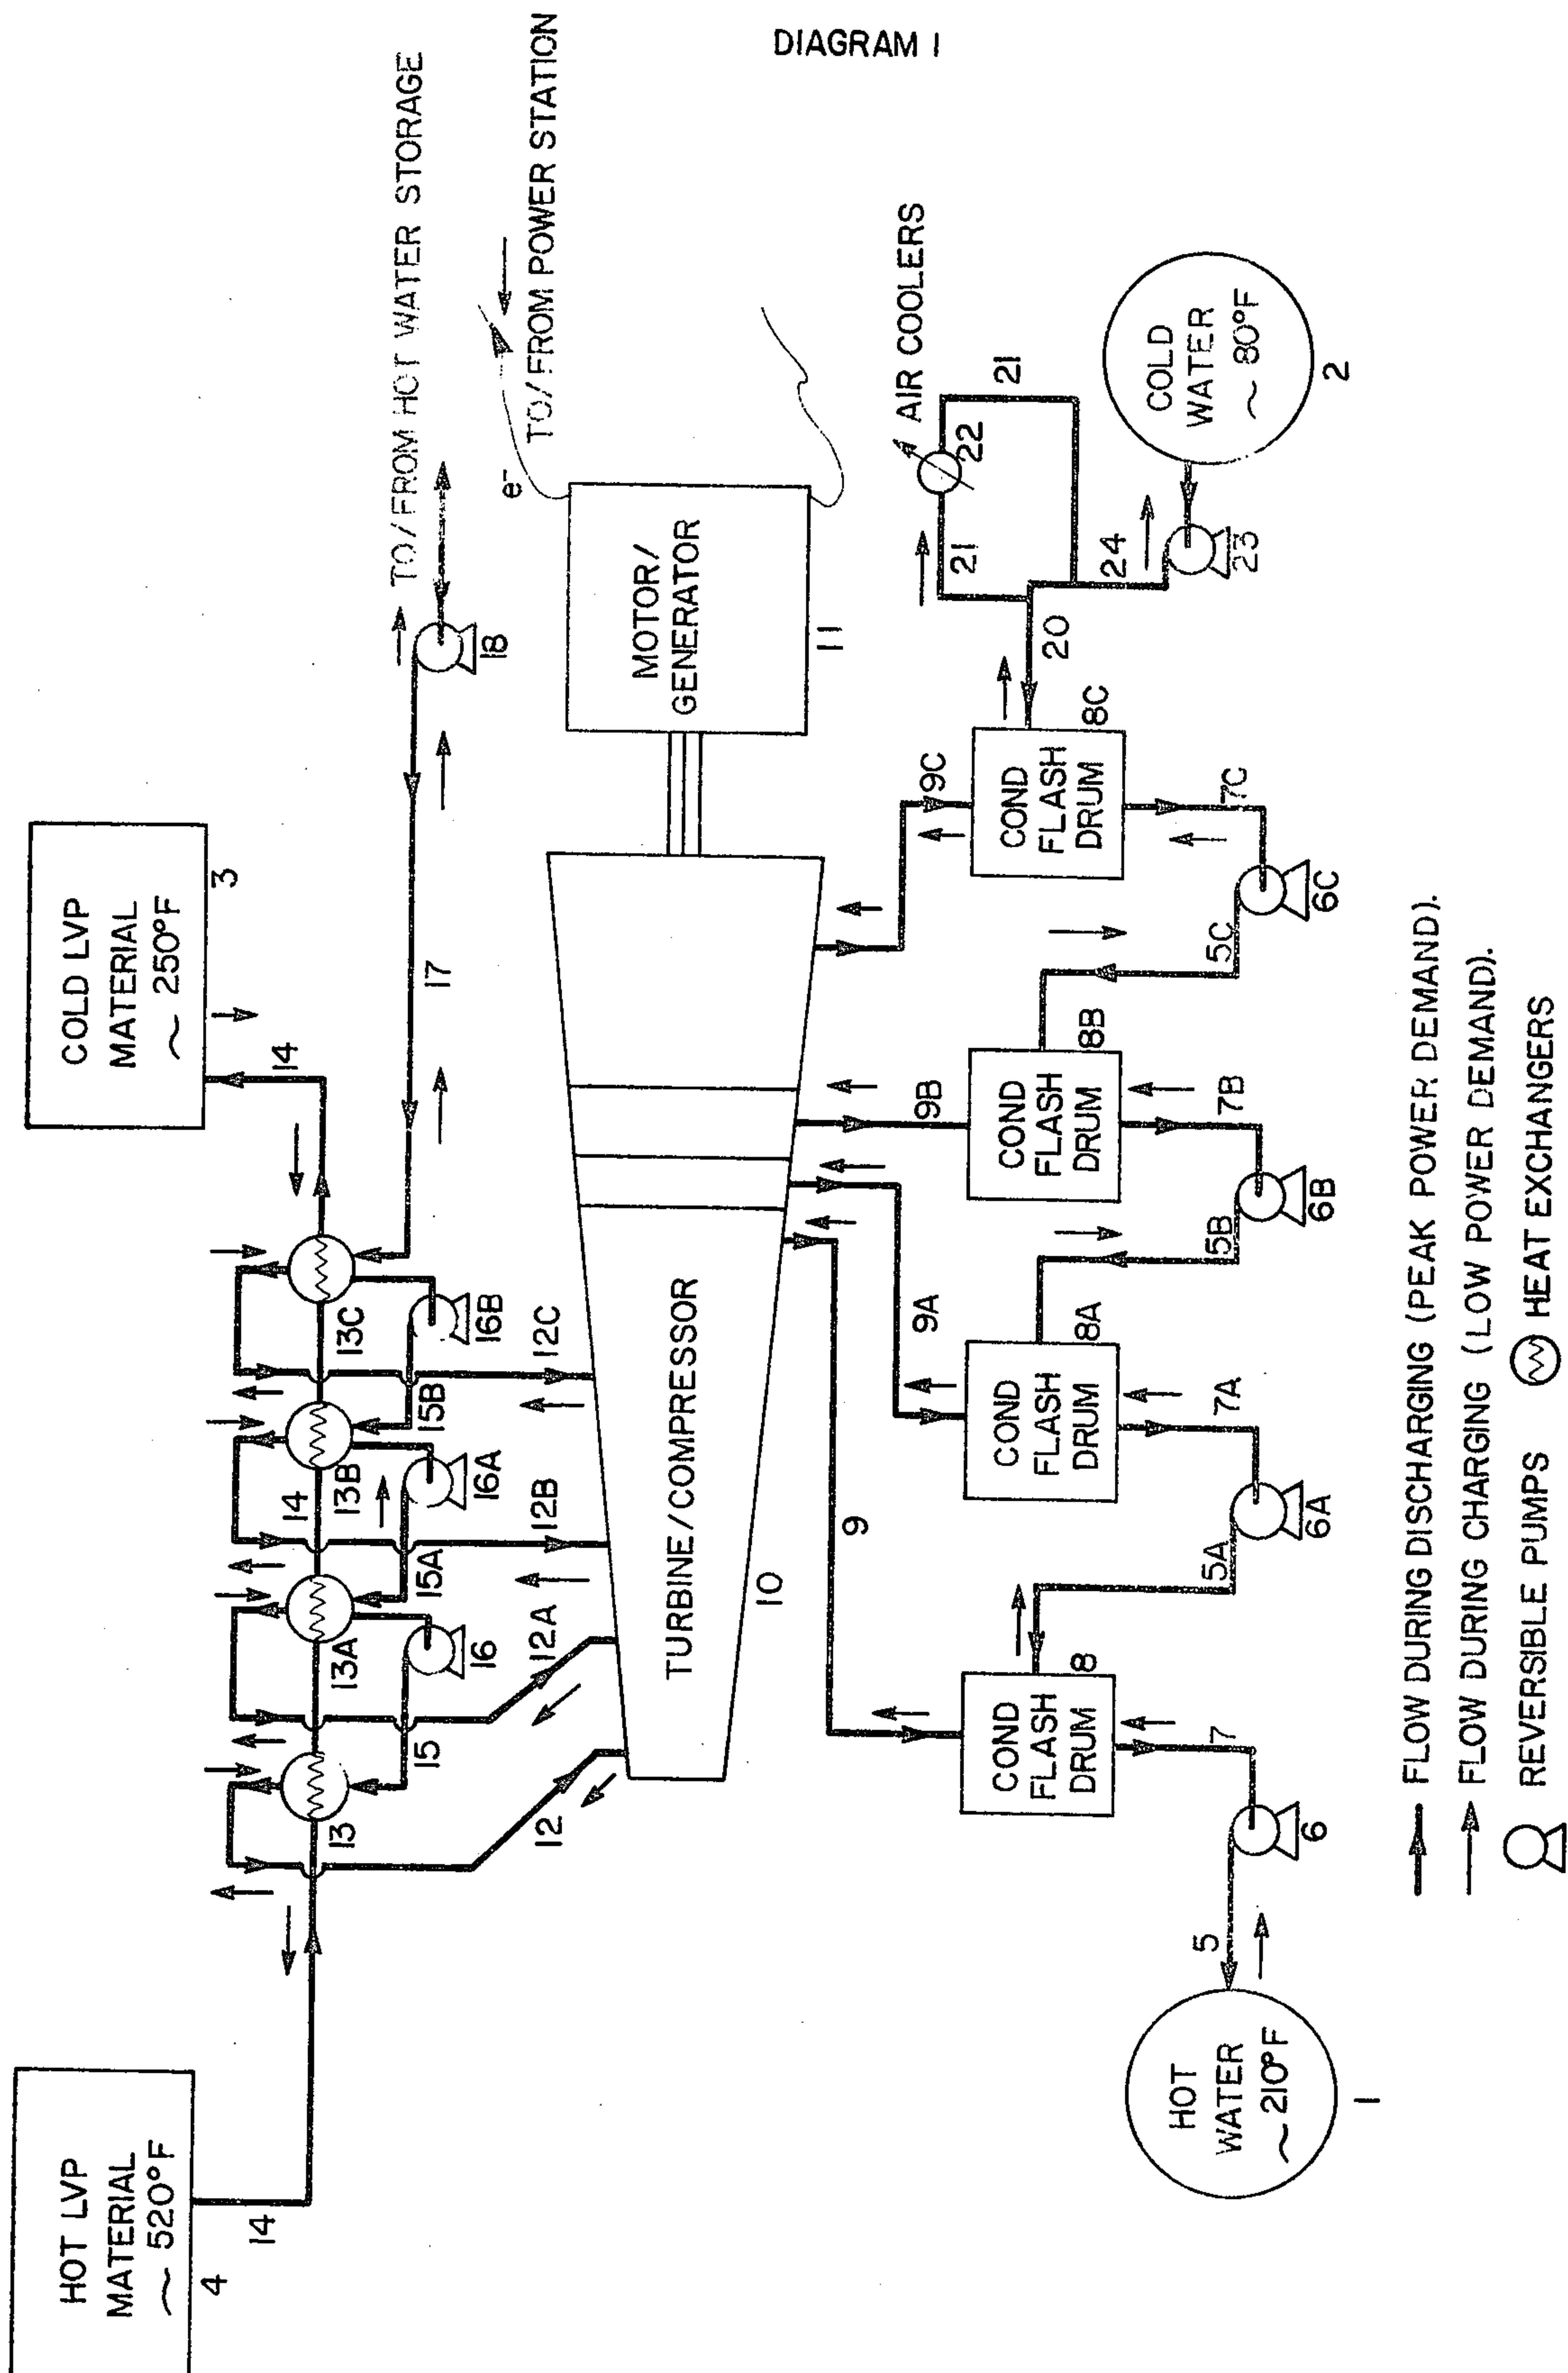 DIAGRAM 1
HOT LVP
MATERIAL
~ 520°F
4
14
COLD LVP
MATERIAL
~ 250°F
3
14
13
13A
14
13B
13C
15
16
15A
16A
15B
16B
17
18
TO/FROM HOT WATER STORAGE
12
12A
12B
12C
TURBINE/COMPRESSOR
10
MOTOR/
GENERATOR
11
e-
TO/FROM POWER STATION
9
9A
9B
9C
COND
FLASH
DRUM
8
COND
FLASH
DRUM
8A
COND
FLASH
DRUM
8B
COND
FLASH
DRUM
8C
20
21
22
21
AIR COOLERS
24
23
COLD
WATER
~ 80°F
2
7
6
5
7A
6A
5A
7B
6B
5B
7C
6C
5C
HOT
WATER
~210°F
1
FLOW DURING DISCHARGING (PEAK POWER DEMAND).
FLOW DURING CHARGING (LOW POWER DEMAND).
REVERSIBLE PUMPS
HEAT EXCHANGERS